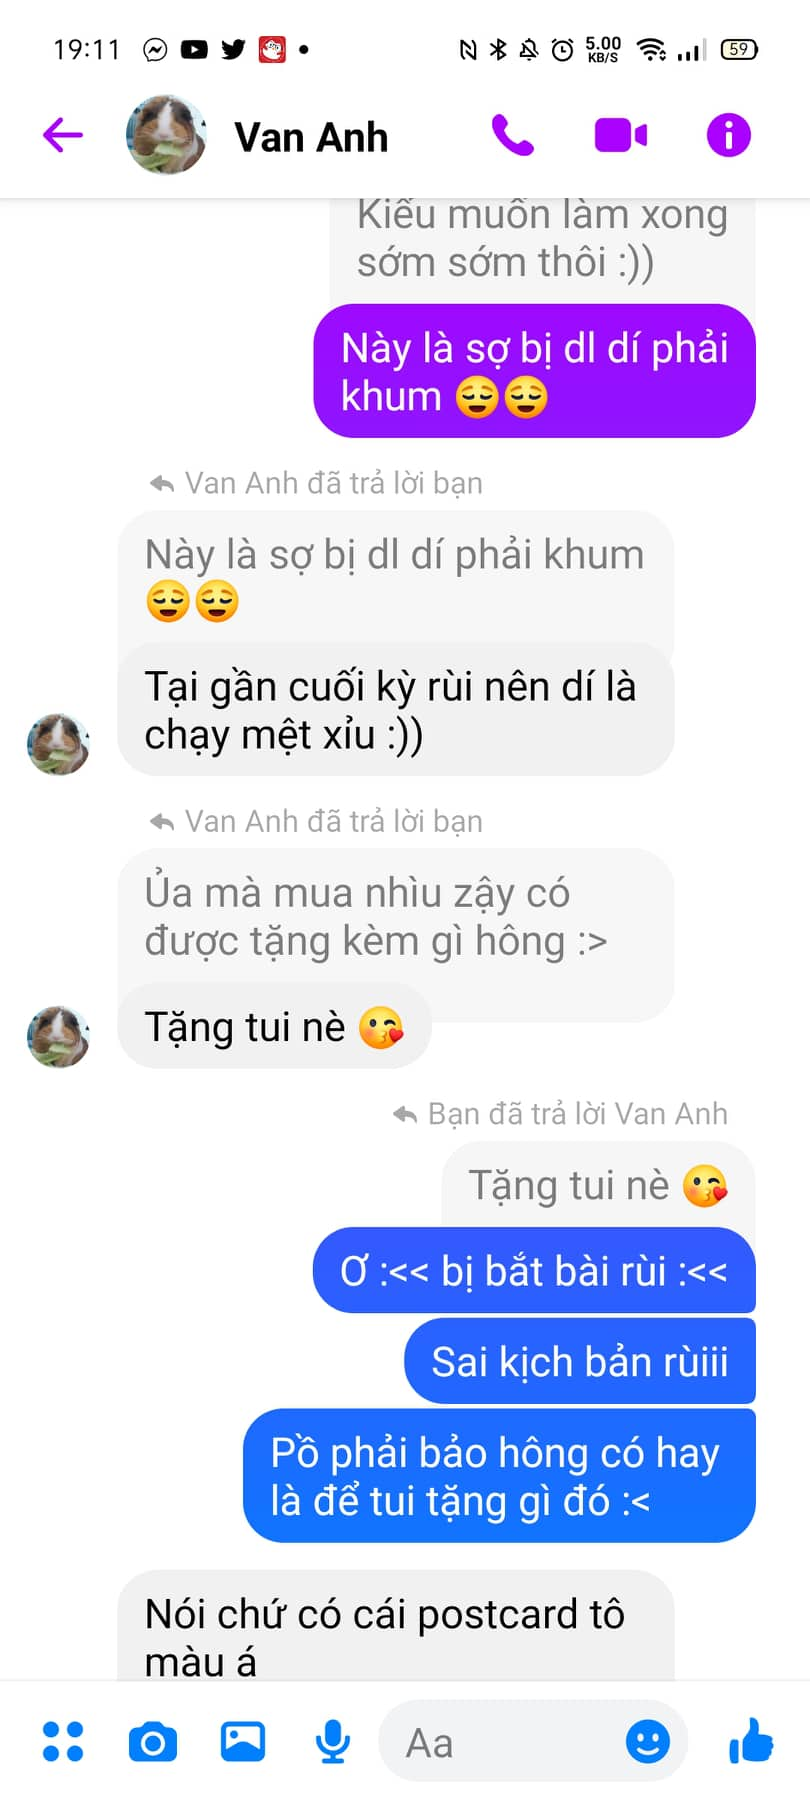 19:11
5.00
KB/S
59
Van Anh
Kiểu muốn làm xong
sớm sớm thôi :))
Này là sợ bị dl dí phải
khum 😌😌
Van Anh đã trả lời bạn
Này là sợ bị dl dí phải khum
😌😌
Tại gần cuối kỳ rùi nên dí là
chạy mệt xỉu :))
Van Anh đã trả lời bạn
Ủa mà mua nhìu zậy có
được tặng kèm gì hông :>
Tặng tui nè 😘
Bạn đã trả lời Van Anh
Tặng tui nè 😘
Ơ :<< bị bắt bài rùi :<<
Sai kịch bản rùiii
Pồ phải bảo hông có hay
là để tui tặng gì đó :<
Nói chứ có cái postcard tô
màu á
Aa